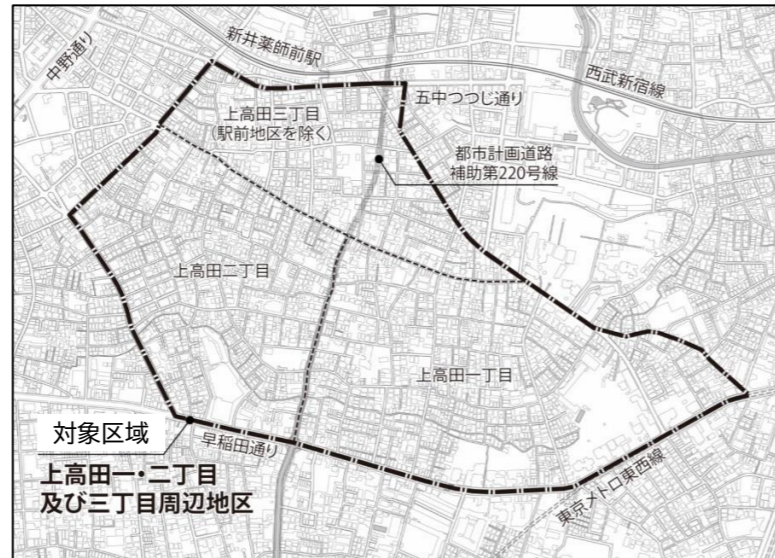 中野通り
新井薬師前駅
西武新宿線
上高田三丁目
(駅前地区を除く)
五中つつじ通り
都市計画道路
補助第220号線
上高田二丁目
上高田一丁目
対象区域
早稲田通り
上高田一・二丁目
及び三丁目周辺地区
東京メトロ東西線